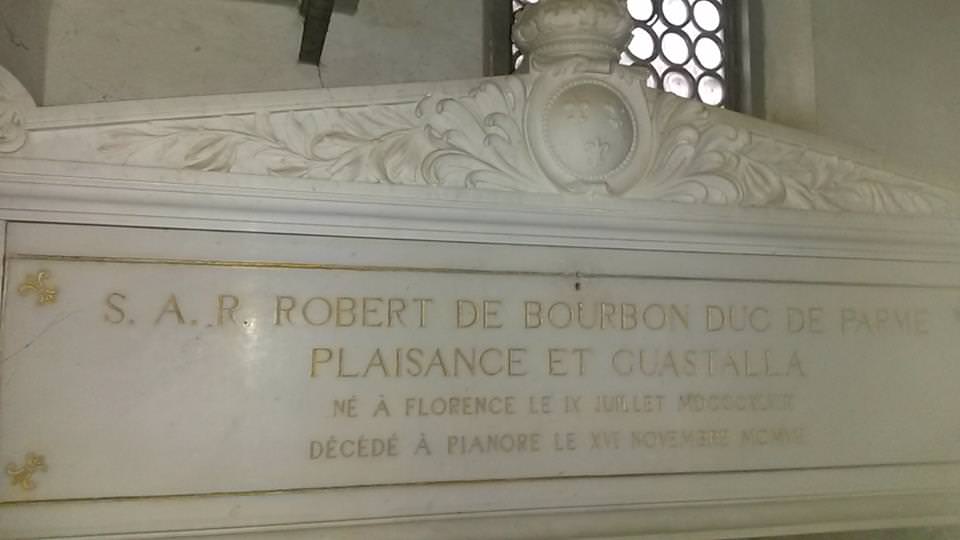 S. A. R. ROBERT DE BOURBON DUC DE PARME
PLAISANCE ET GUASTALLA
NÉ À FLORENCE LE IX JUILLET
DÉCÉDÉ À PIANORE LE XVI NOVEMBRE MCMVII